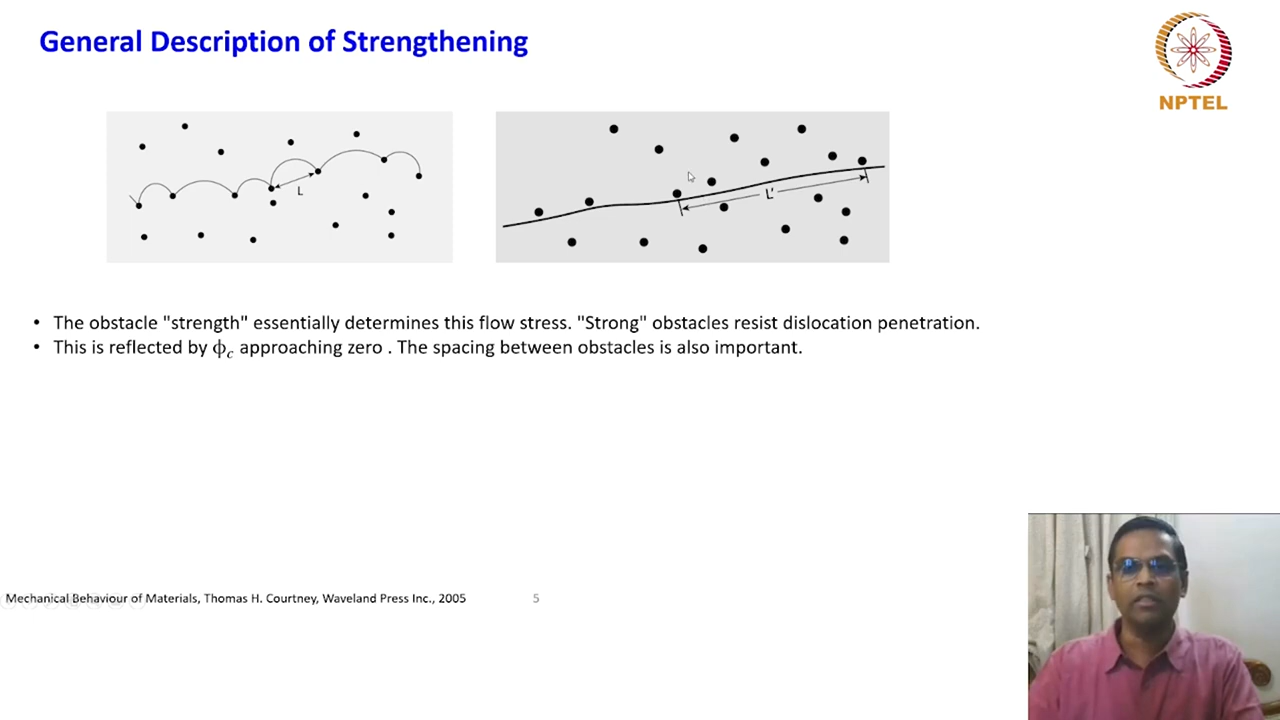 General Description of Strengthening
NPTEL
L
L'
• The obstacle "strength" essentially determines this flow stress. "Strong" obstacles resist dislocation penetration.
• This is reflected by ϕc approaching zero . The spacing between obstacles is also important.
Mechanical Behaviour of Materials, Thomas H. Courtney, Waveland Press Inc., 2005
5